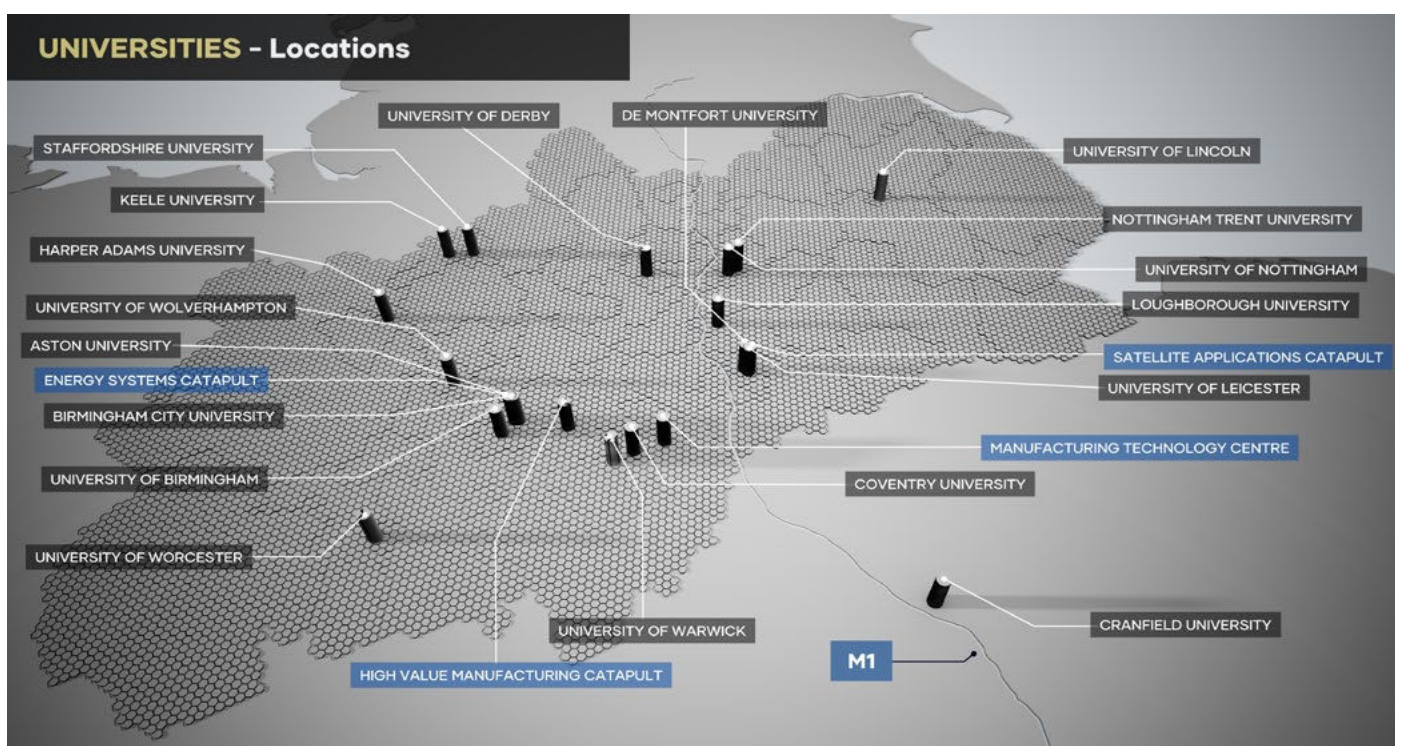 UNIVERSITIES - Locations
UNIVERSITY OF DERBY
DE MONTFORT UNIVERSITY
STAFFORDSHIRE UNIVERSITY
UNIVERSITY OF LINCOLN
KEELE UNIVERSITY
NOTTINGHAM TRENT UNIVERSITY
HARPER ADAMS UNIVERSITY
UNIVERSITY OF NOTTINGHAM
UNIVERSITY OF WOLVERHAMPTON
LOUGHBOROUGH UNIVERSITY
ASTON UNIVERSITY
SATELLITE APPLICATIONS CATAPULT
ENERGY SYSTEMS CATAPULT
UNIVERSITY OF LEICESTER
BIRMINGHAM CITY UNIVERSITY
MANUFACTURING TECHNOLOGY CENTRE
UNIVERSITY OF BIRMINGHAM
COVENTRY UNIVERSITY
UNIVERSITY OF WORCESTER
CRANFIELD UNIVERSITY
UNIVERSITY OF WARWICK
M1
HIGH VALUE MANUFACTURING CATAPULT